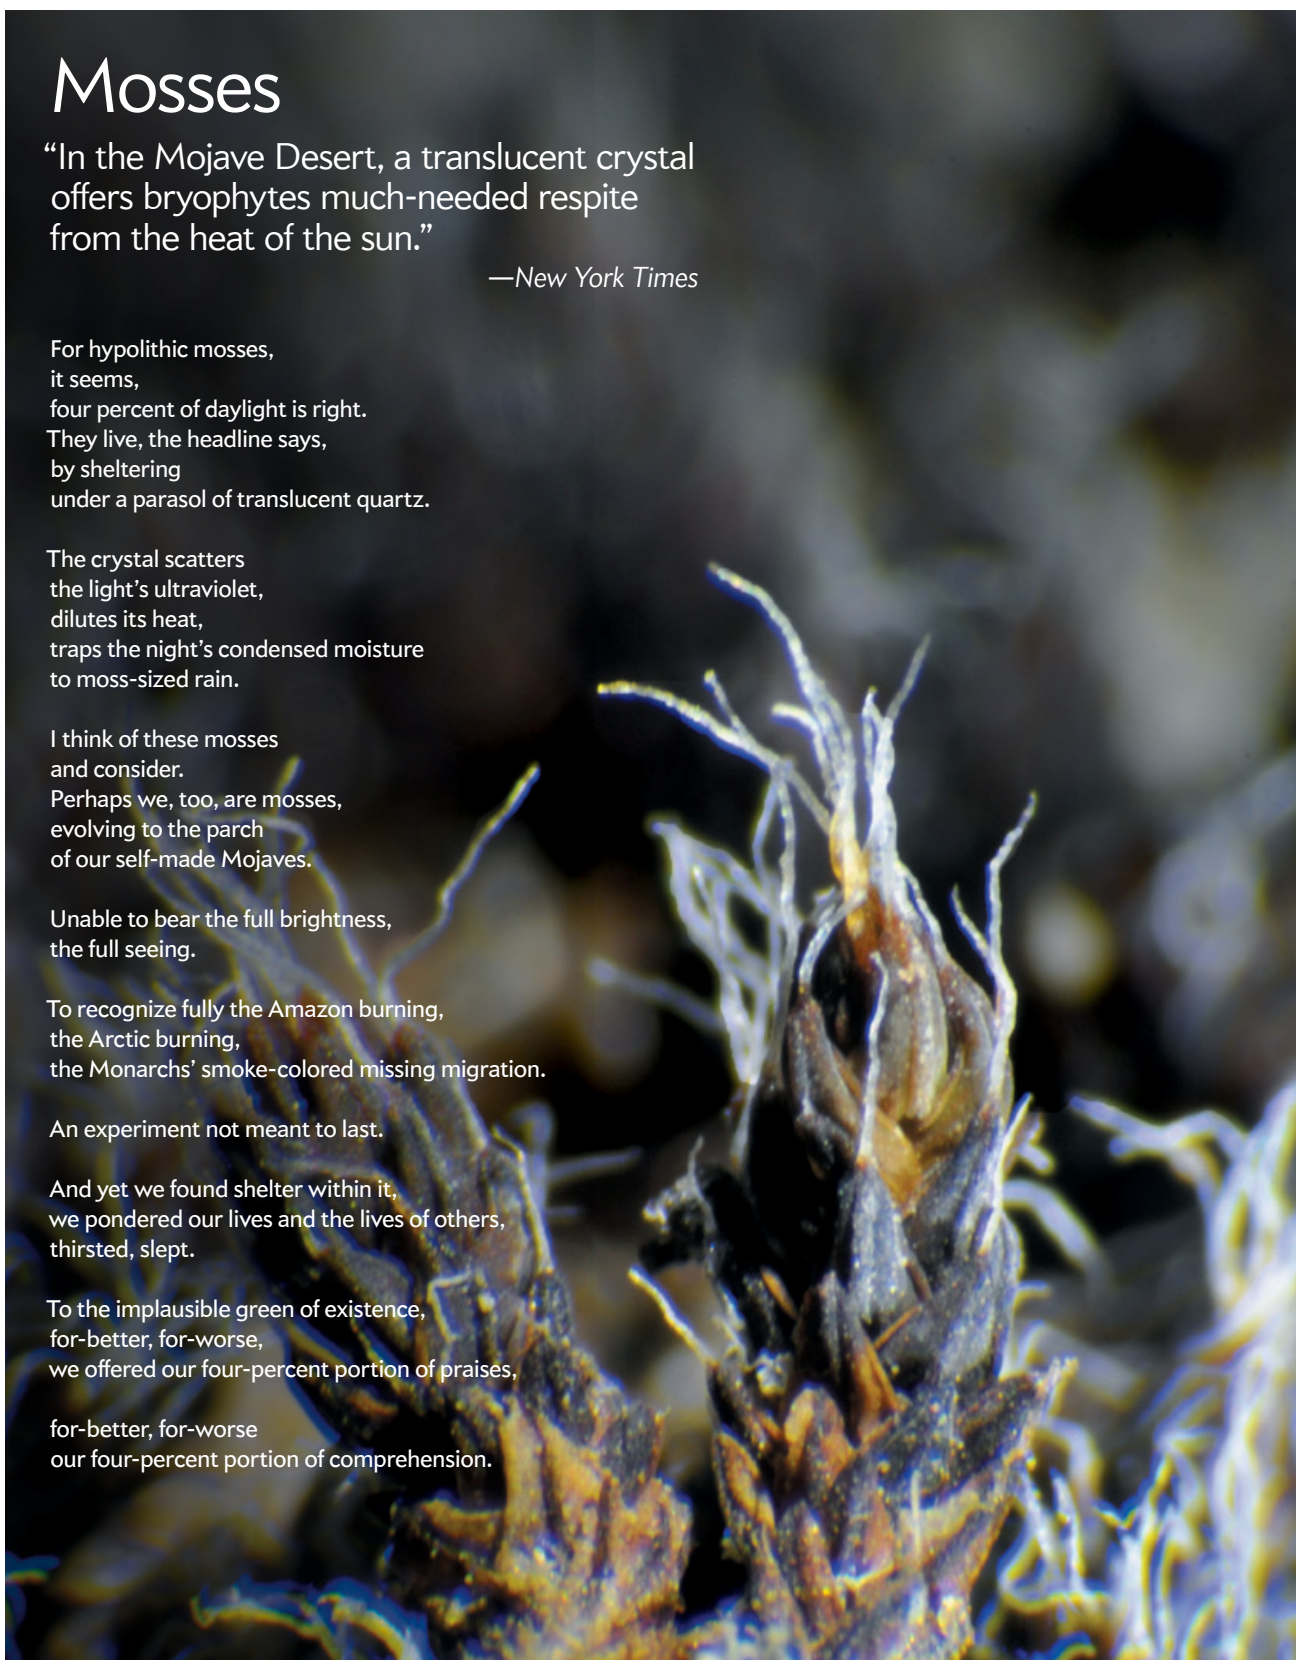 Mosses
“In the Mojave Desert, a translucent crystal
offers bryophytes much-needed respite
from the heat of the sun.”
—New York Times
For hypolithic mosses,
it seems,
four percent of daylight is right.
They live, the headline says,
by sheltering
under a parasol of translucent quartz.
The crystal scatters
the light’s ultraviolet,
dilutes its heat,
traps the night’s condensed moisture
to moss-sized rain.
I think of these mosses
and consider.
Perhaps we, too, are mosses,
evolving to the parch
of our self-made Mojaves.
Unable to bear the full brightness,
the full seeing.
To recognize fully the Amazon burning,
the Arctic burning,
the Monarchs’ smoke-colored missing migration.
An experiment not meant to last.
And yet we found shelter within it,
we pondered our lives and the lives of others,
thirsted, slept.
To the implausible green of existence,
for-better, for-worse,
we offered our four-percent portion of praises,
for-better, for-worse
our four-percent portion of comprehension.